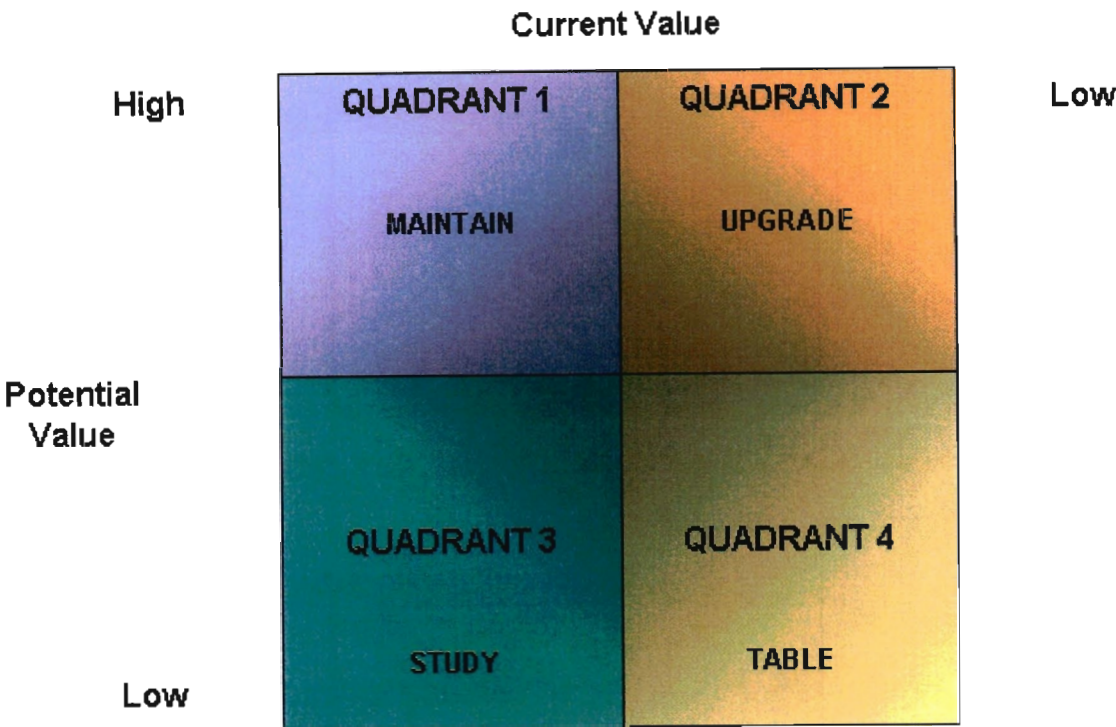 Current Value
High
QUADRANT 1
QUADRANT 2
Low
MAINTAIN
UPGRADE
Potential
Value
QUADRANT 3
QUADRANT 4
STUDY
TABLE
Low